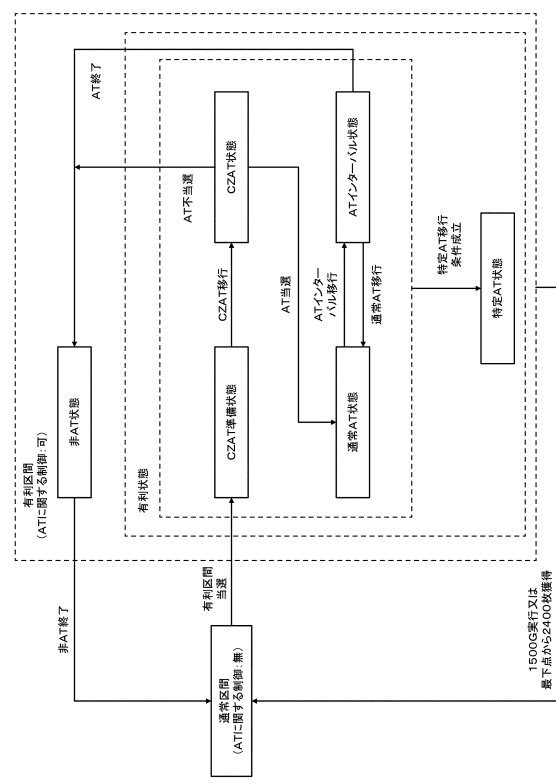 有利区間
(ATに関する制御：可)
有利状態
AT終了
AT不当選
CZAT状態
ATインターバル状態
CZAT移行
AT当選
ATインター
バル移行
通常AT移行
特定AT移行
条件成立
特定AT状態
非AT状態
CZAT準備状態
通常AT状態
非AT終了
有利区間
当選
通常区間
(ATに関する制御：無)
1500G実行又は
最下点から2400枚獲得